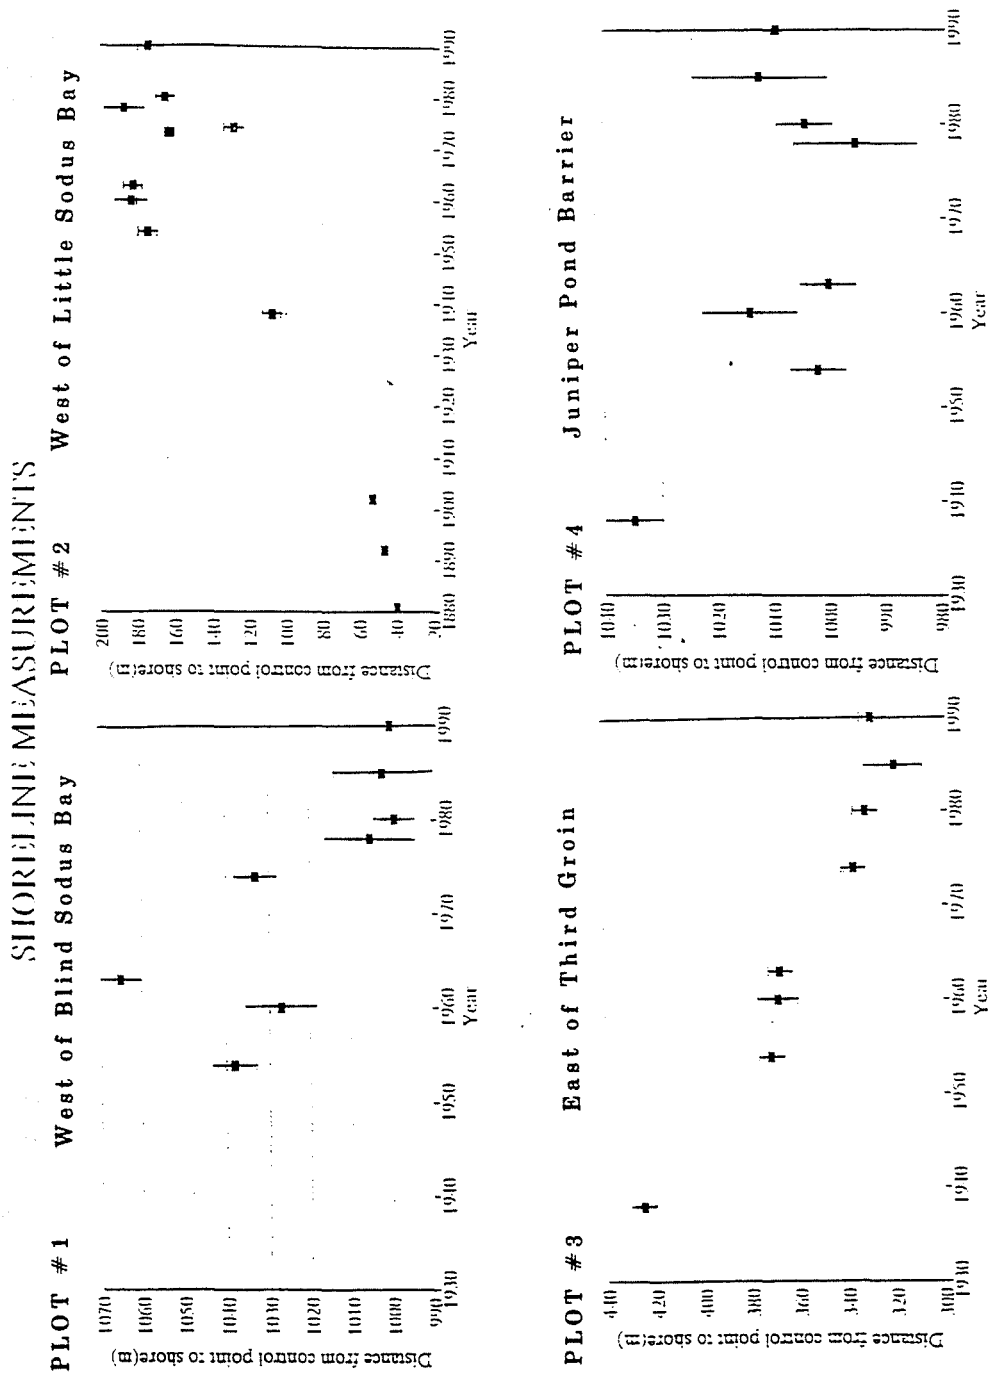 SHORELINE MEASUREMENTS
PLOT #1 West of Blind Sodus Bay
Distance from control point to shore(m)
1070
1060
1050
1040
1030
1020
1010
1000
990
1930 1940 1950 1960 1970 1980 1990
Year
PLOT #2 West of Little Sodus Bay
Distance from control point to shore(m)
200
180
160
140
120
100
80
60
40
20
1880 1890 1900 1910 1920 1930 1940 1950 1960 1970 1980 1990
Year
PLOT #3 East of Third Groin
Distance from control point to shore(m)
440
420
400
380
360
340
320
300
1930 1940 1950 1960 1970 1980 1990
Year
PLOT #4 Juniper Pond Barrier
Distance from control point to shore(m)
1040
1030
1020
1010
1000
990
980
1930 1940 1950 1960 1970 1980 1990
Year